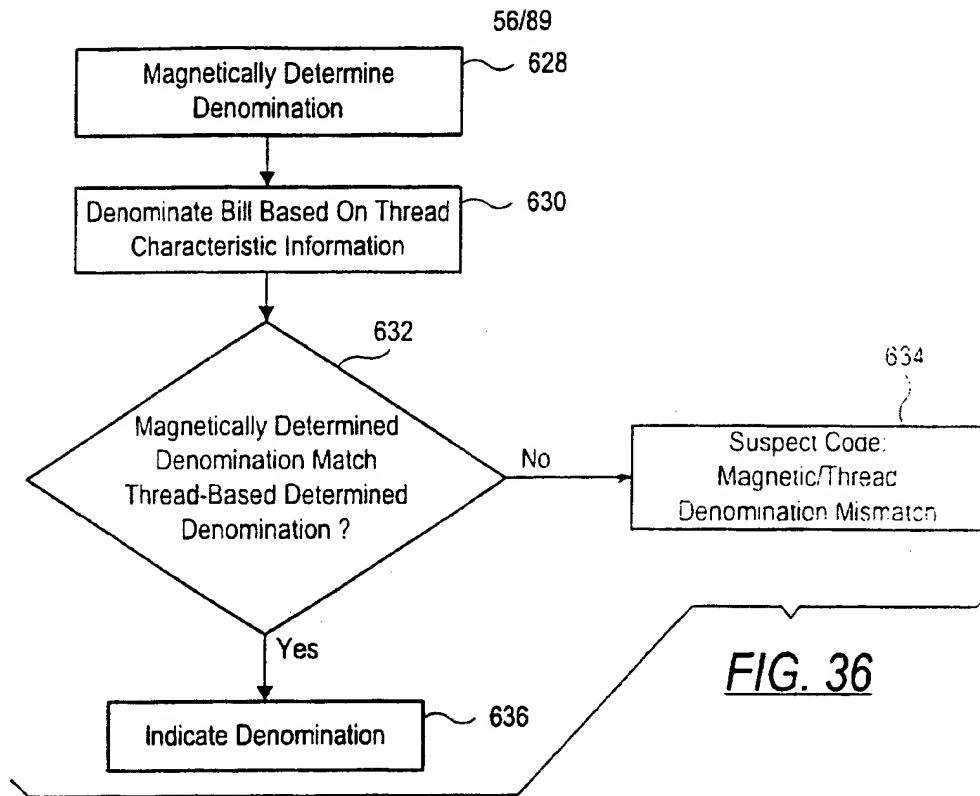 56/89
Magnetically Determine
Denomination
628
Denominate Bill Based On Thread
Characteristic Information
630
632
Magnetically Determined
Denomination Match
Thread-Based Determined
Denomination ?
No
634
Suspect Code:
Magnetic/Thread
Denomination Mismatch
Yes
Indicate Denomination
636
FIG. 36